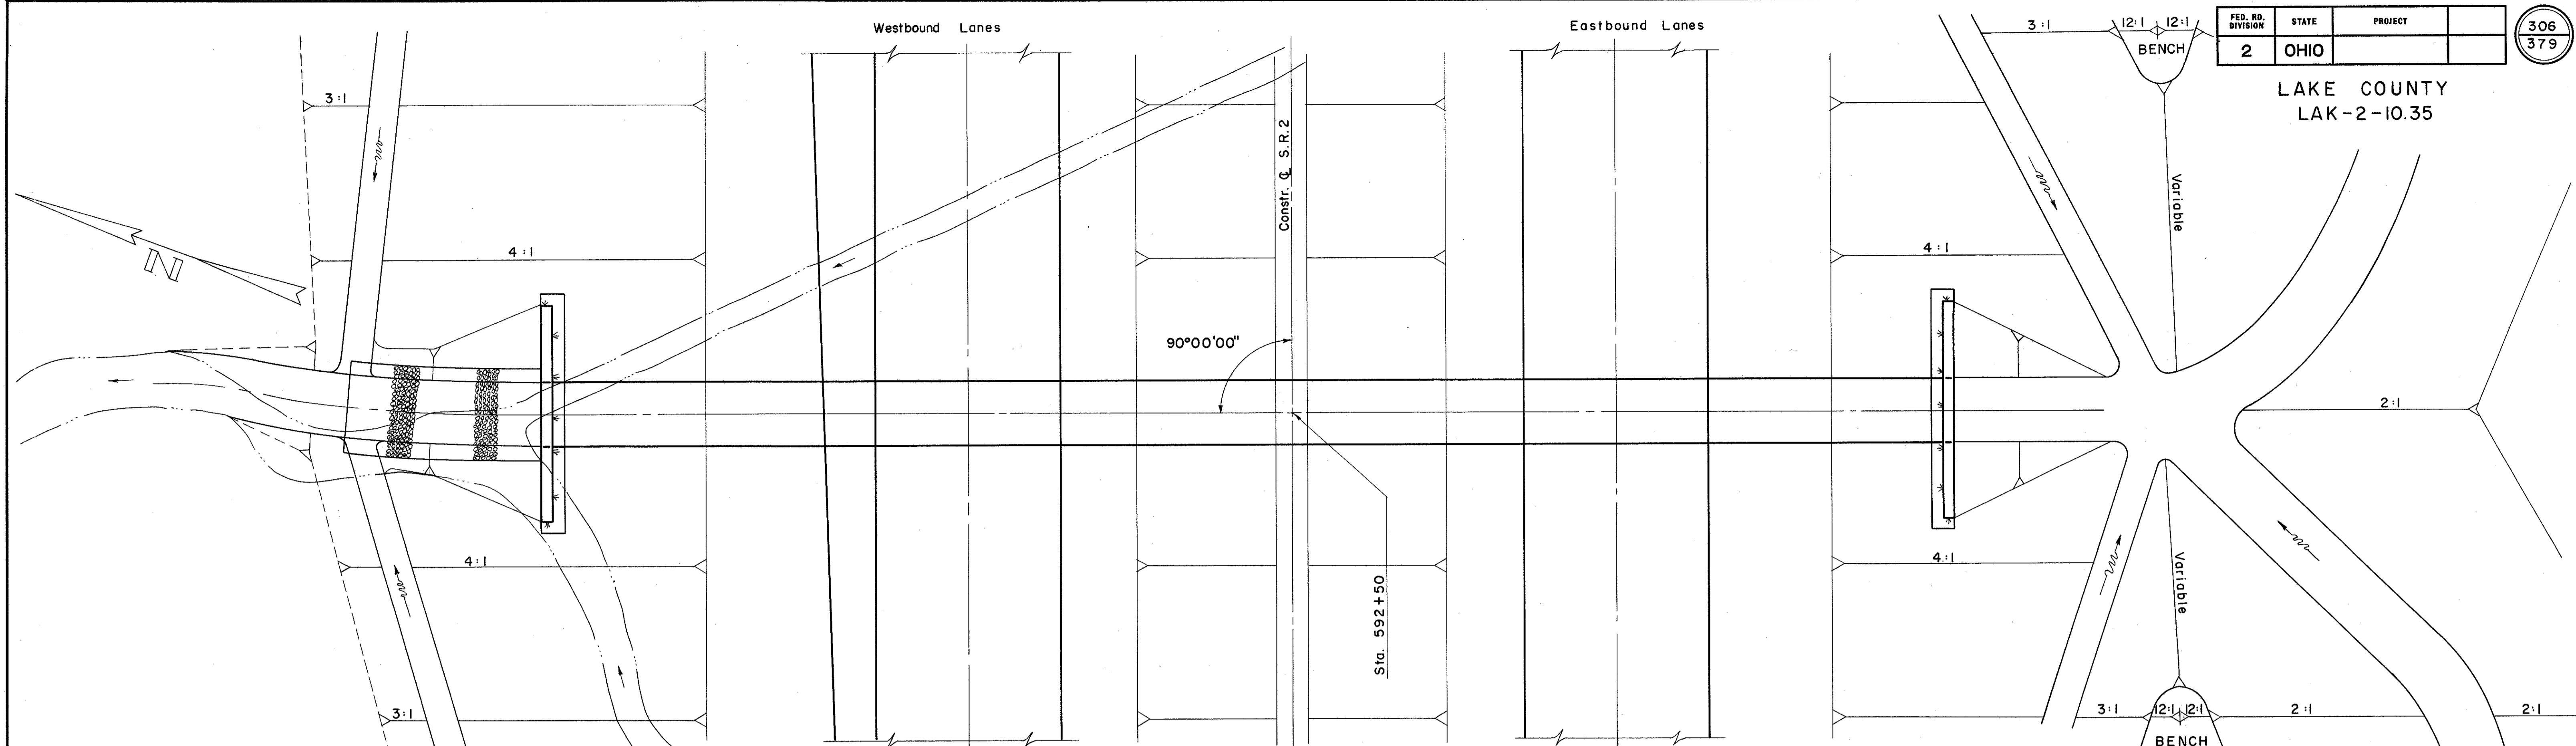 Westbound Lanes
Eastbound Lanes
FED. RD. DIVISION STATE PROJECT
2 OHIO
306
379
LAKE COUNTY
LAK-2-10.35
3:1
12:1 12:1
BENCH
3:1
Constr. ℄ S.R. 2
Variable
N
4:1
4:1
90°00'00"
2:1
4:1
4:1
Sta. 592+50
Variable
3:1
3:1
12:1 12:1
2:1
2:1
BENCH